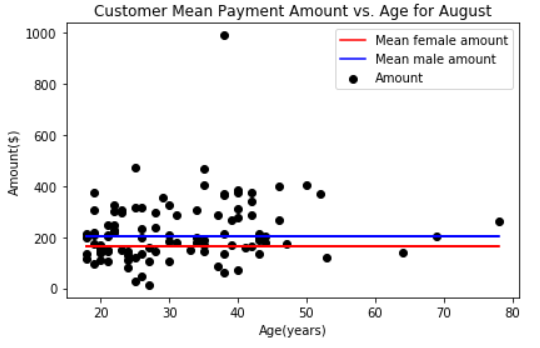 Customer Mean Payment Amount vs. Age for August
Mean female amount
Mean male amount
Amount
Amount($)
1000
800
600
400
200
0
20 30 40 50 60 70 80
Age(years)